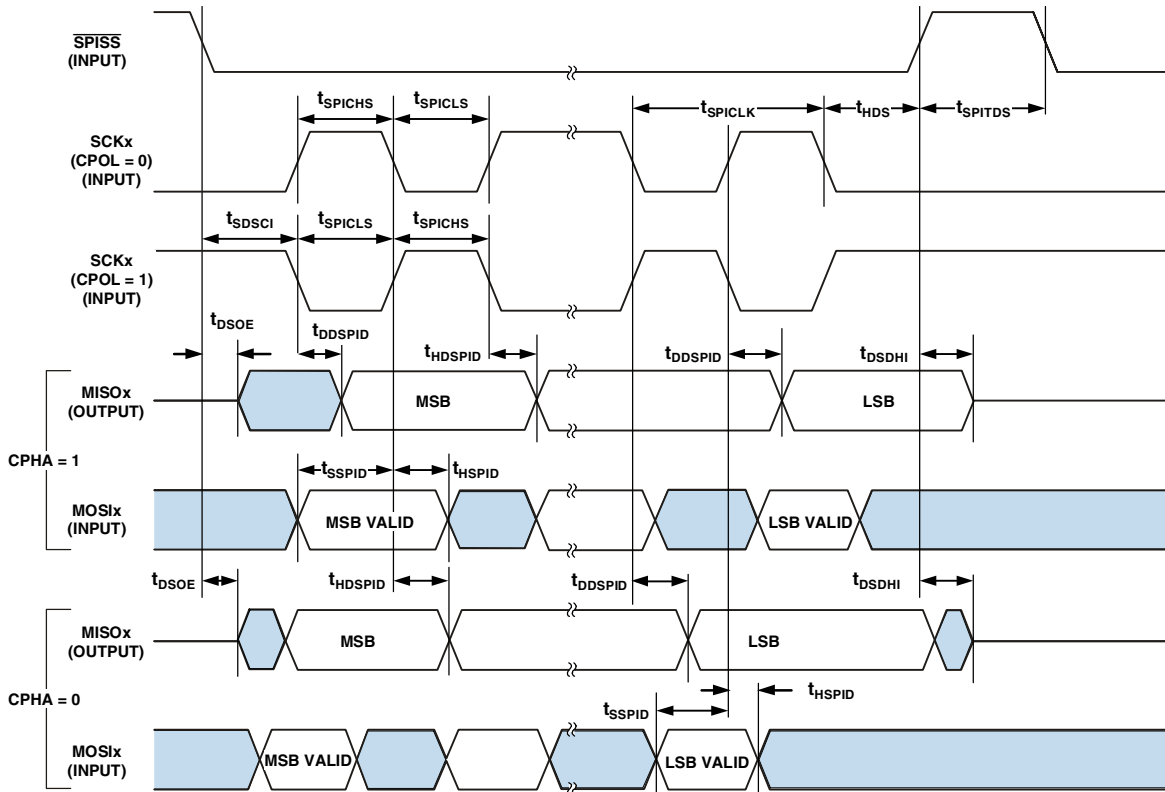 SPISS
(INPUT)
tSPICHS tSPICLS tSPICLK tHDS tSPITDS
SCKx
(CPOL = 0)
(INPUT)
tSDSCI tSPICLS tSPICHS
SCKx
(CPOL = 1)
(INPUT)
tDSOE tDDSPID tHDSPID tDDSPID tDSDHI
MISOx
(OUTPUT)
MSB LSB
CPHA = 1
tSSPID tHSPID
MOSIx
(INPUT)
MSB VALID LSB VALID
tDSOE tHDSPID tDDSPID tDSDHI
MISOx
(OUTPUT)
MSB LSB
CPHA = 0
tSSPID tHSPID
MOSIx
(INPUT)
MSB VALID LSB VALID